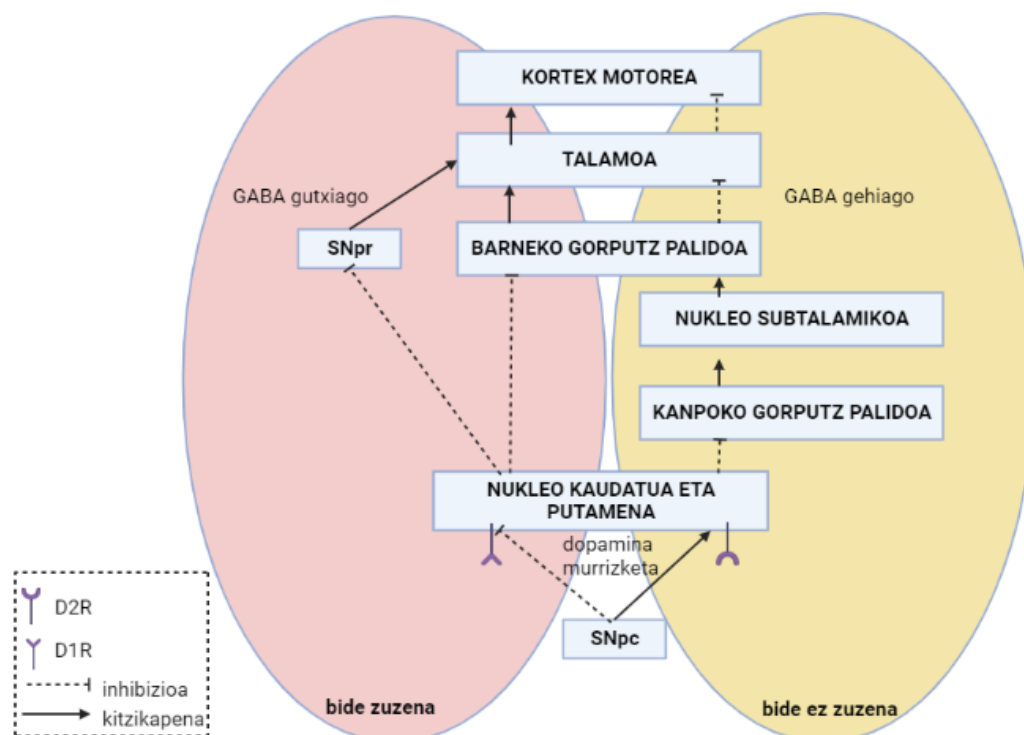 KORTEX MOTOREA
TALAMOA
GABA gutxiago
GABA gehiago
SNpr
BARNEKO GORPUTZ PALIDOA
NUKLEO SUBTALAMIKOA
KANPOKO GORPUTZ PALIDOA
NUKLEO KAUDATUA ETA
PUTAMENA
dopamina
murrizketa
SNpc
D2R
D1R
inhibizioa
kitzikapena
bide zuzena
bide ez zuzena